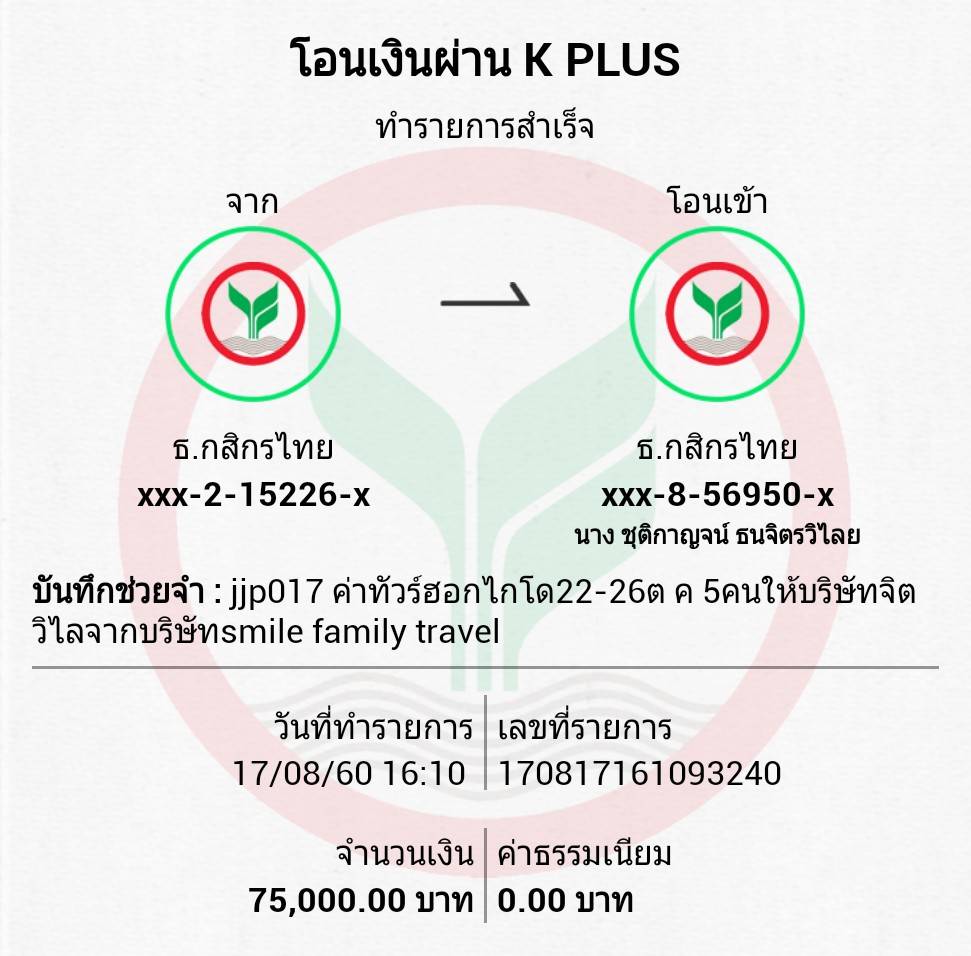 โอนเงินผ่าน K PLUS
ทำรายการสำเร็จ
จาก
โอนเข้า
ธ.กสิกรไทย
xxx-2-15226-x
ธ.กสิกรไทย
xxx-8-56950-x
นาง ชุติกาญจน์ ธนจิตรวิไลย
บันทึกช่วยจำ : jjp017 ค่าทัวร์ฮอกไกโด22-26ต ค 5คนให้บริษัทจิต
วิไลจากบริษัทsmile family travel
วันที่ทำรายการ
17/08/60 16:10
เลขที่รายการ
170817161093240
จำนวนเงิน
75,000.00 บาท
ค่าธรรมเนียม
0.00 บาท